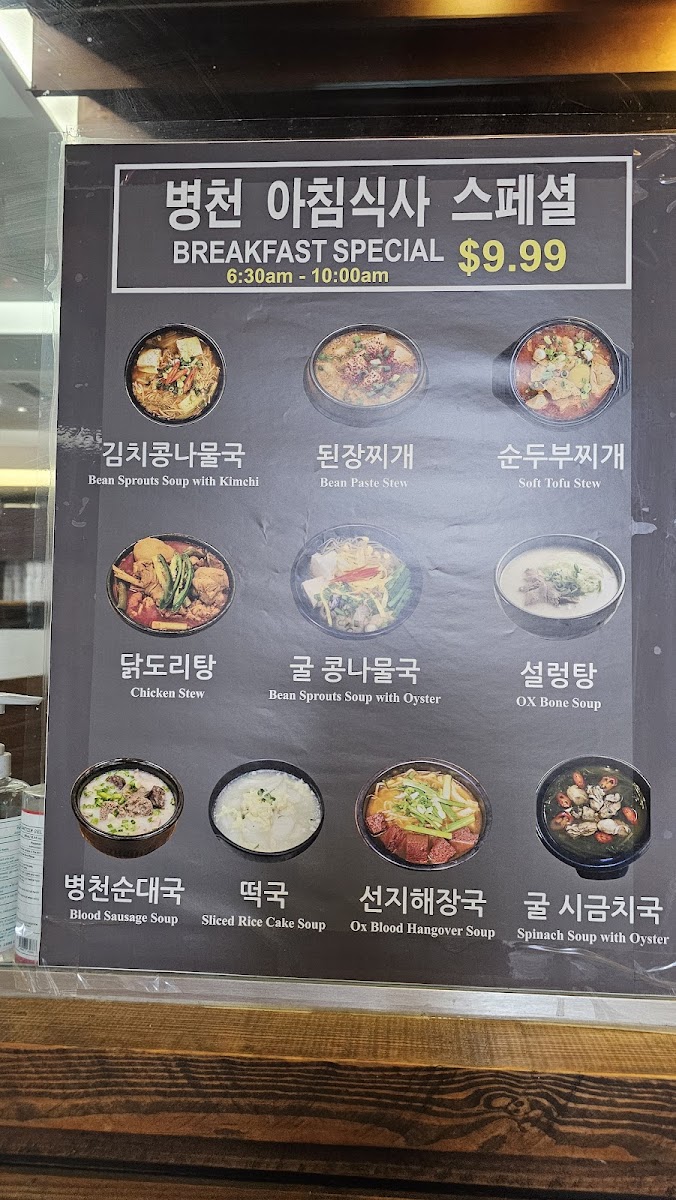 병천 아침식사 스페셜
BREAKFAST SPECIAL $9.99
6:30am - 10:00am
김치콩나물국
Bean Sprouts Soup with Kimchi
된장찌개
Bean Paste Stew
순두부찌개
Soft Tofu Stew
닭도리탕
Chicken Stew
굴 콩나물국
Bean Sprouts Soup with Oyster
설렁탕
OX Bone Soup
병천순대국
Blood Sausage Soup
떡국
Sliced Rice Cake Soup
선지해장국
Ox Blood Hangover Soup
굴 시금치국
Spinach Soup with Oyster